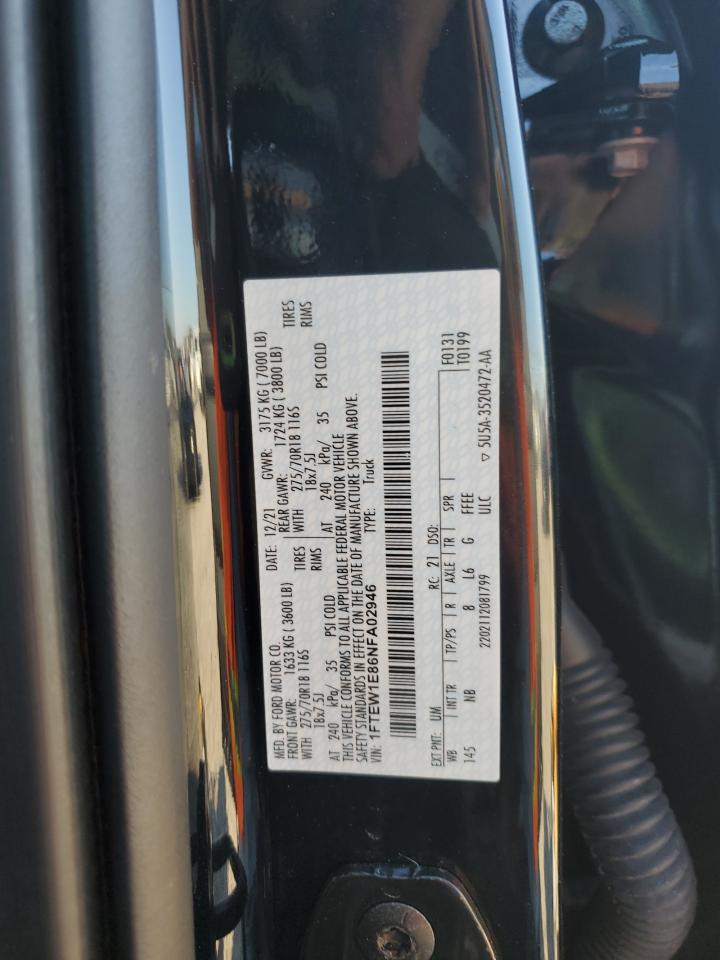 MFD. BY FORD MOTOR CO. DATE: 12/21 GVWR: 3175 KG ( 7000 LB)
FRONT GAWR: 1633 KG ( 3600 LB) REAR GAWR: 1724 KG ( 3800 LB)
WITH 275/70R18 116S TIRES WITH 275/70R18 116S TIRES
18x7.5J RIMS 18x7.5J RIMS
AT 240 kPa/ 35 PSI COLD AT 240 kPa/ 35 PSI COLD
THIS VEHICLE CONFORMS TO ALL APPLICABLE FEDERAL MOTOR VEHICLE
SAFETY STANDARDS IN EFFECT ON THE DATE OF MANUFACTURE SHOWN ABOVE.
VIN: 1FTEW1E86NFA02946 TYPE: Truck
EXT PNT: UM RC: 21 DSO: F0131
WB INT TR TP/PS R AXLE TR SPR T0199
145 NB 8 L6 G FFEE
2202112081799 ULC ▽ 5U5A-3520472-AA